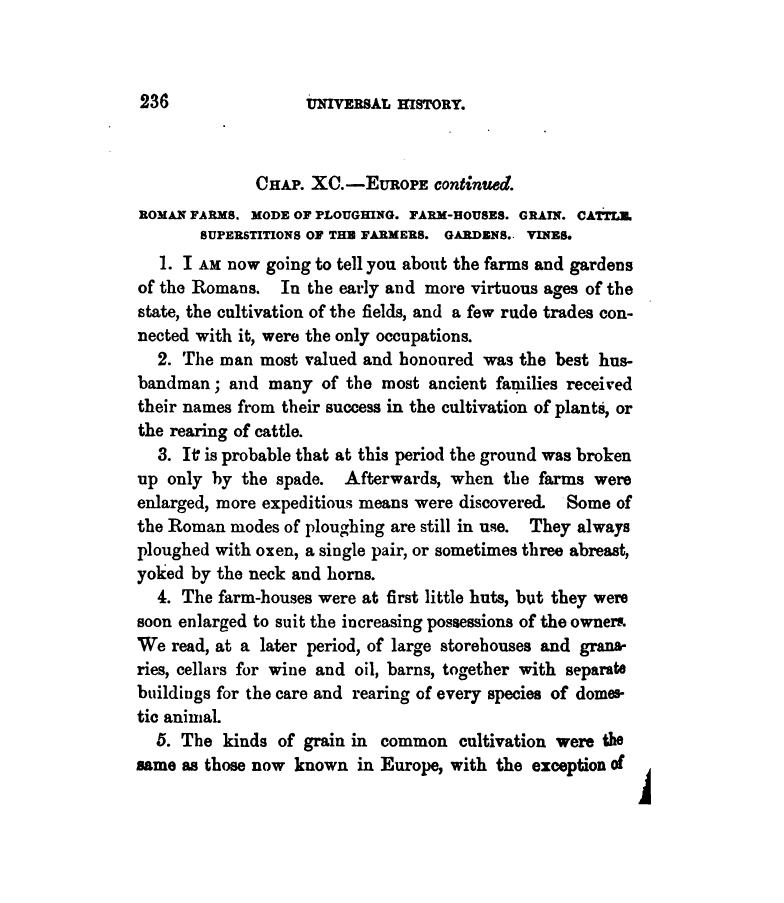 236 UNIVERSAL HISTORY.
CHAP. XC.—EUROPE continued.
ROMAN FARMS. MODE OF PLOUGHING. FARM-HOUSES. GRAIN. CATTLE.
SUPERSTITIONS OF THE FARMERS. GARDENS. VINES.
1. I AM now going to tell you about the farms and gardens
of the Romans. In the early and more virtuous ages of the
state, the cultivation of the fields, and a few rude trades con-
nected with it, were the only occupations.
2. The man most valued and honoured was the best hus-
bandman; and many of the most ancient families received
their names from their success in the cultivation of plants, or
the rearing of cattle.
3. It is probable that at this period the ground was broken
up only by the spade. Afterwards, when the farms were
enlarged, more expeditious means were discovered. Some of
the Roman modes of ploughing are still in use. They always
ploughed with oxen, a single pair, or sometimes three abreast,
yoked by the neck and horns.
4. The farm-houses were at first little huts, but they were
soon enlarged to suit the increasing possessions of the owners.
We read, at a later period, of large storehouses and grana-
ries, cellars for wine and oil, barns, together with separate
buildings for the care and rearing of every species of domes-
tic animal.
5. The kinds of grain in common cultivation were the
same as those now known in Europe, with the exception of